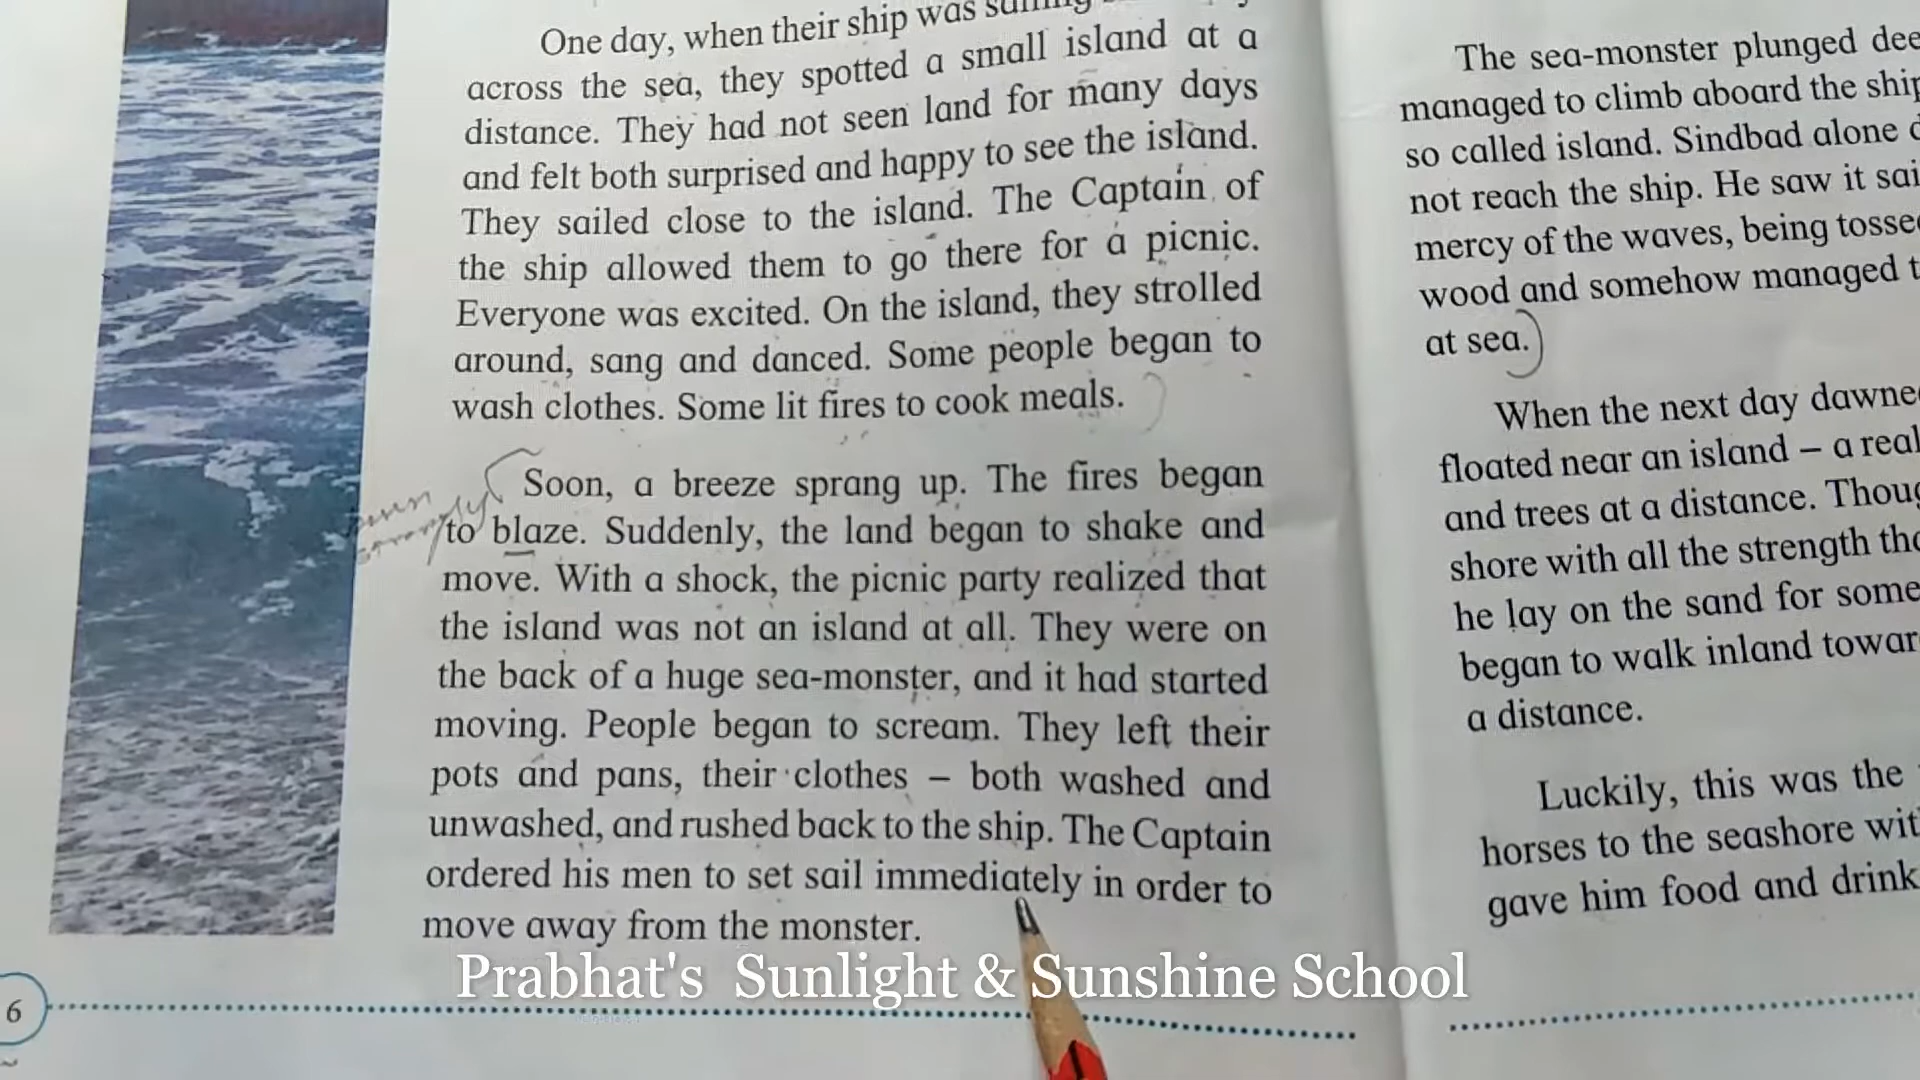 One day, when their ship was
across the sea, they spotted a small island at a
distance. They had not seen land for many days
and felt both surprised and happy to see the island.
They sailed close to the island. The Captain of
the ship allowed them to go there for a picnic.
Everyone was excited. On the island, they strolled
around, sang and danced. Some people began to
wash clothes. Some lit fires to cook meals.
Soon, a breeze sprang up. The fires began
to blaze. Suddenly, the land began to shake and
move. With a shock, the picnic party realized that
the island was not an island at all. They were on
the back of a huge sea-monster, and it had started
moving. People began to scream. They left their
pots and pans, their clothes – both washed and
unwashed, and rushed back to the ship. The Captain
ordered his men to set sail immediately in order to
move away from the monster.
6
The sea-monster plunged
managed to climb aboard the ship
so called island. Sindbad alone
not reach the ship. He saw it
mercy of the waves, being
wood and somehow managed
at sea.
When the next day
floated near an island – a real
and trees at a distance.
shore with all the strength
he lay on the sand for some
began to walk inland
a distance.
Luckily, this was the
horses to the seashore
gave him food and drink
Prabhat's Sunlight & Sunshine School